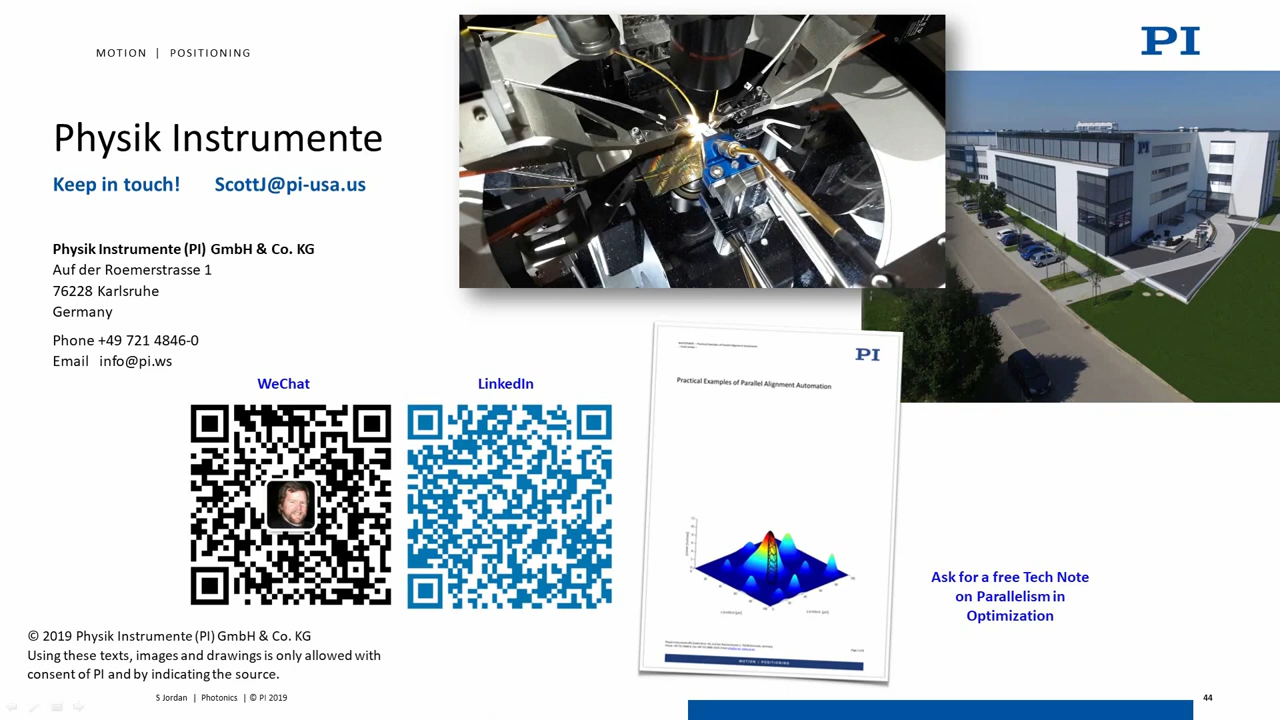 MOTION | POSITIONING
PI
Physik Instrumente
Keep in touch! ScottJ@pi-usa.us
Physik Instrumente (PI) GmbH & Co. KG
Auf der Roemerstrasse 1
76228 Karlsruhe
Germany
Phone +49 721 4846-0
Email info@pi.ws
WeChat
LinkedIn
PI
PI
Practical Examples of Parallel Alignment Automation
MOTION | POSITIONING
Ask for a free Tech Note
on Parallelism in
Optimization
© 2019 Physik Instrumente (PI) GmbH & Co. KG
Using these texts, images and drawings is only allowed with
consent of PI and by indicating the source.
S Jordan | Photonics | © PI 2019
44